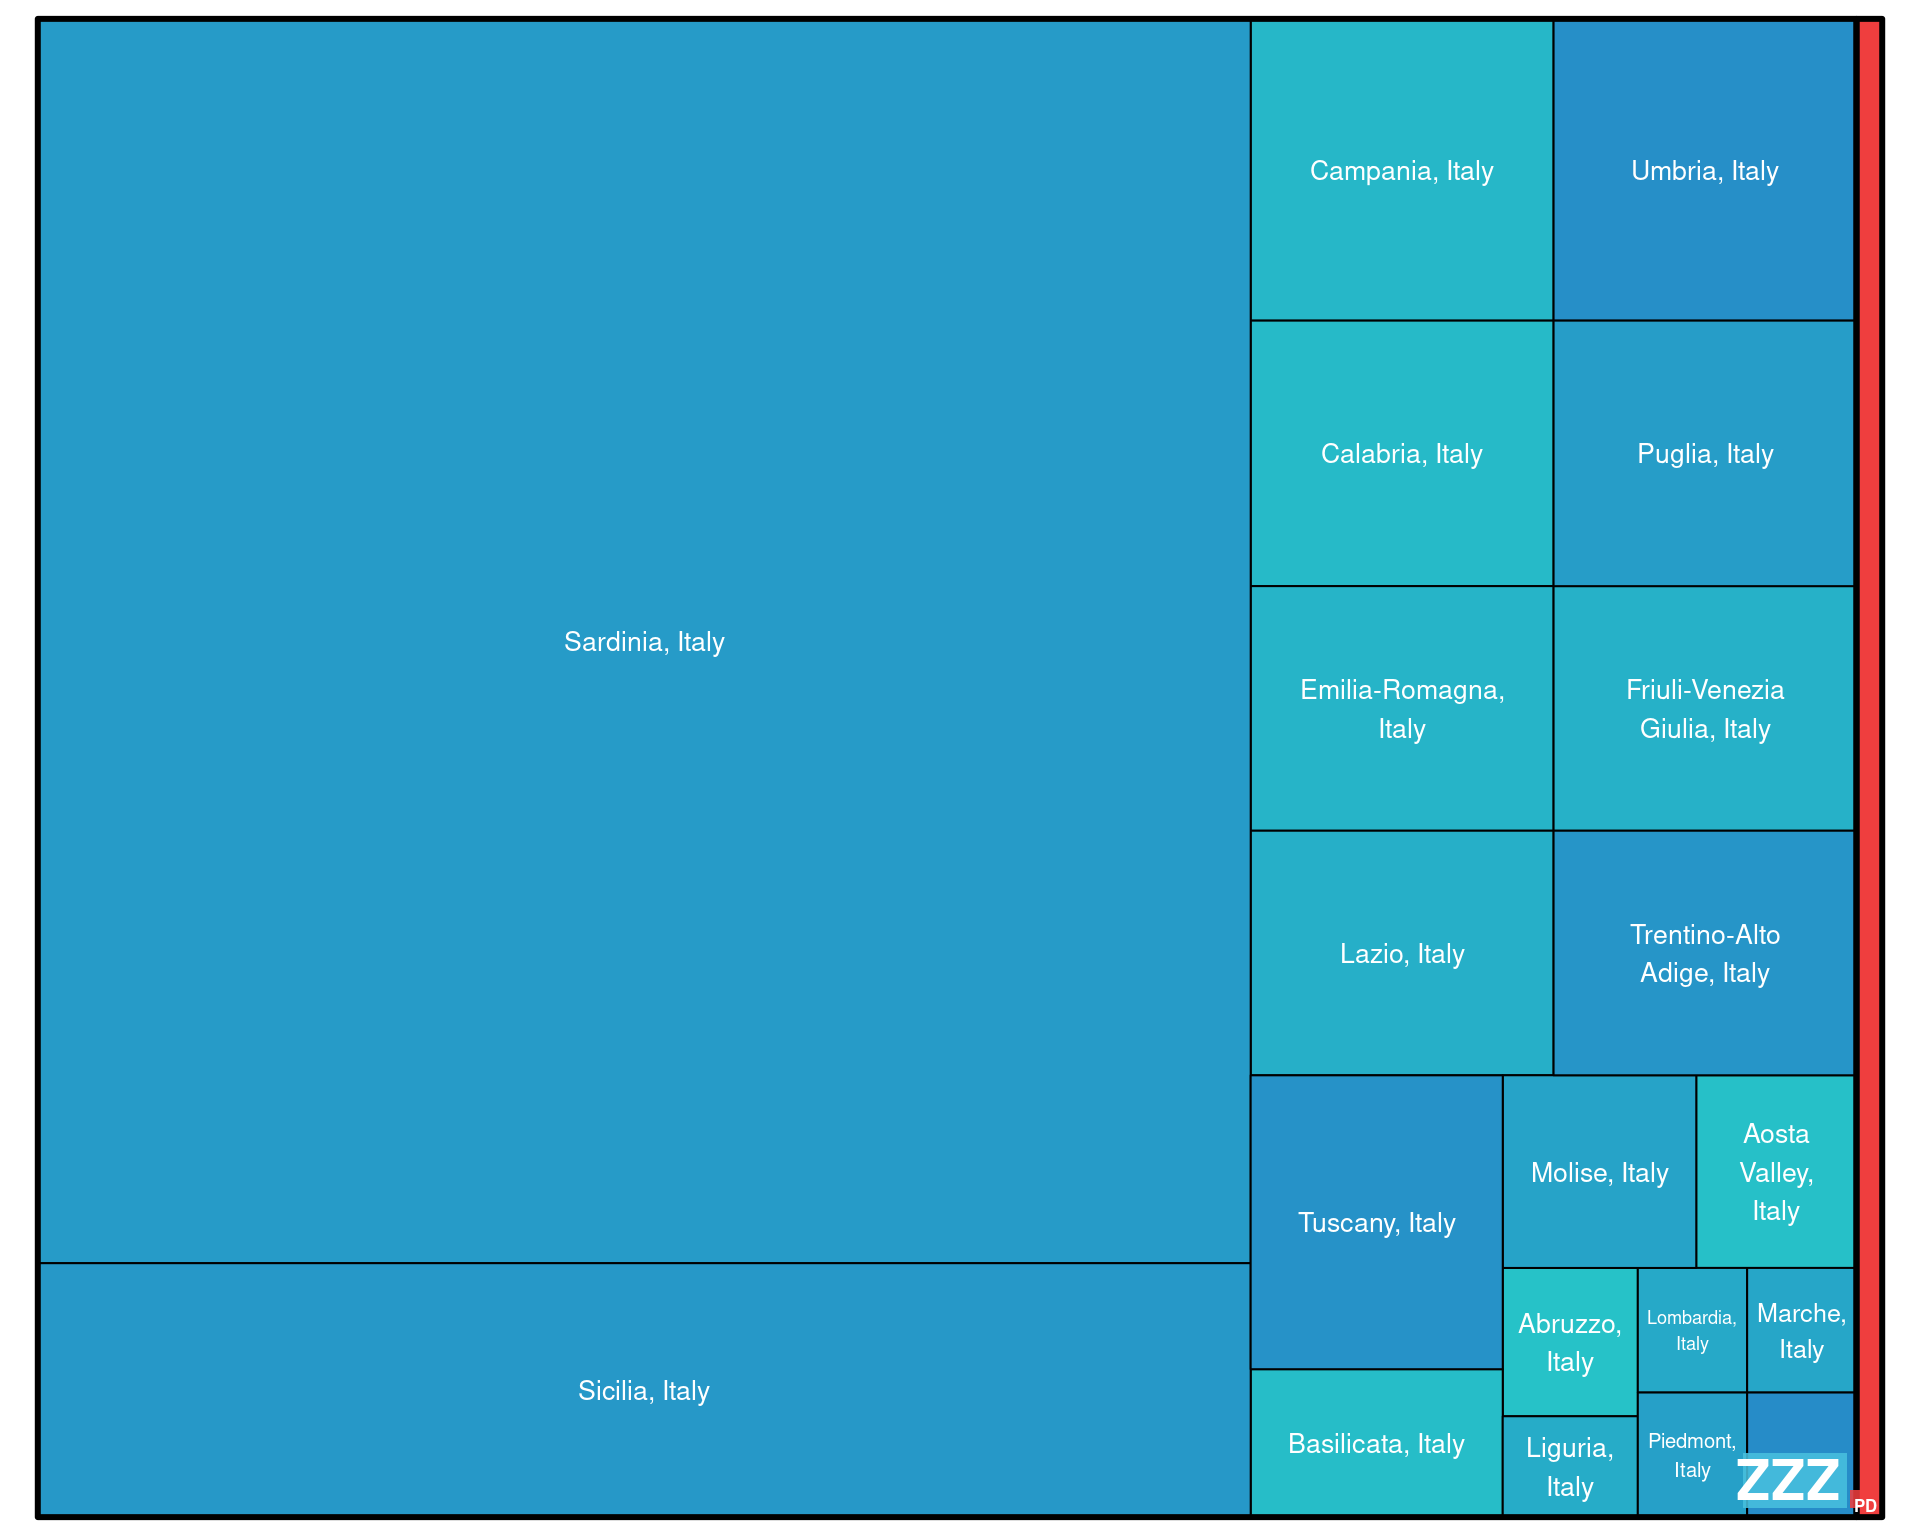 Campania, Italy
Umbria, Italy
Calabria, Italy
Puglia, Italy
Sardinia, Italy
Emilia-Romagna,
Italy
Friuli-Venezia
Giulia, Italy
Lazio, Italy
Trentino-Alto
Adige, Italy
Tuscany, Italy
Molise, Italy
Aosta
Valley,
Italy
Abruzzo,
Italy
Lombardia,
Italy
Marche,
Italy
Sicilia, Italy
Basilicata, Italy
Liguria,
Italy
Piedmont,
Italy
ZZZ
PD